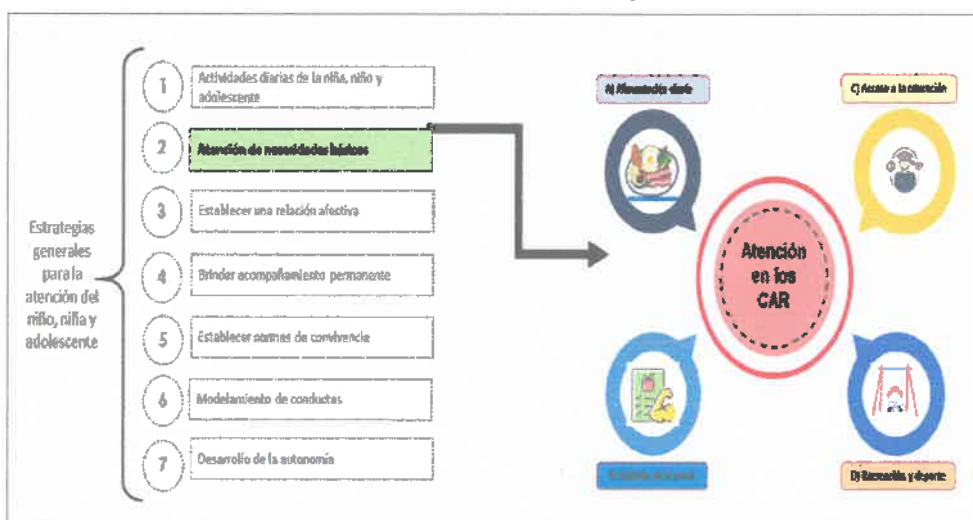 Estrategias
generales
para la
atención del
niño, niña y
adolescente
1
Actividades diarias de la niña, niño y
adolescente
2
Atención de necesidades básicas
3
Establecer una relación afectiva
4
Brindar acompañamiento permanente
5
Establecer normas de convivencia
6
Modelamiento de conductas
7
Desarrollo de la autonomía
A) Alimentación diaria
C) Acceso a la educación
Atención
en los
CAR
D) Recreación y deporte